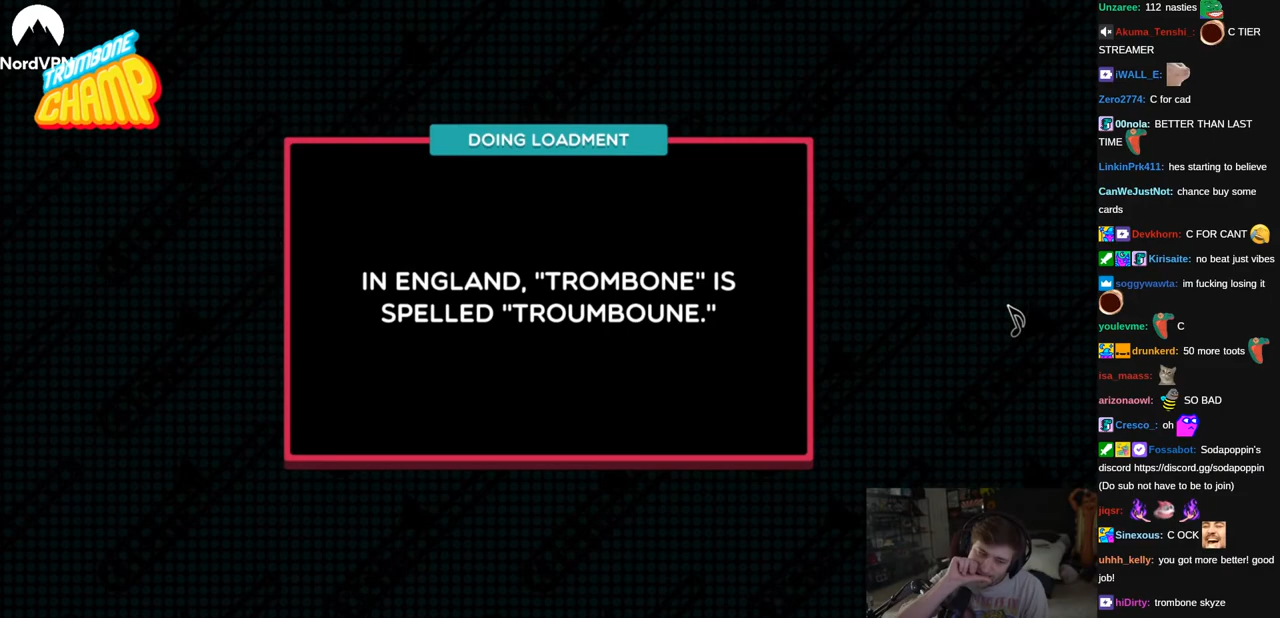 NordVPN
TROMBONE
CHAMP
DOING LOADMENT
IN ENGLAND, "TROMBONE" IS
SPELLED "TROUMBOUNE."
Unzaree: 112 nasties
Akuma_Tenshi_: C TIER
STREAMER
iWALL_E:
Zero2774: C for cad
00nola: BETTER THAN LAST
TIME
LinkinPrk411: hes starting to believe
CanWeJustNot: chance buy some
cards
Devkhorn: C FOR CANT
Kirisaite: no beat just vibes
soggywawta: im fucking losing it
youlevme: C
drunkerd: 50 more toots
isa_maass:
arizonaowl: SO BAD
Cresco_: oh
Fossabot: Sodapoppin's
discord https://discord.gg/sodapoppin
(Do sub not have to be to join)
jiqsr:
Sinexous: C OCK
uhhh_kelly: you got more better! good
job!
hiDirty: trombone skyze